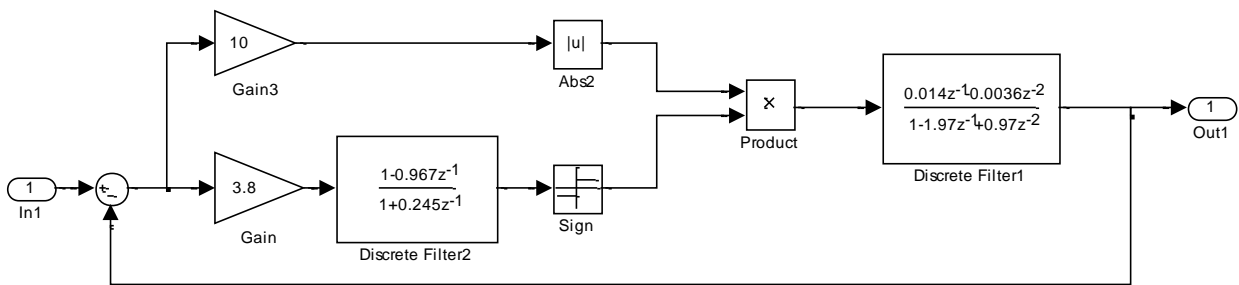 10
Gain3
|u|
Abs2
×
Product
0.014z-1-0.0036z-2
1-1.97z-1+0.97z-2
Discrete Filter1
1
Out1
1
In1
+
-
3.8
Gain
1-0.967z-1
1+0.245z-1
Discrete Filter2
Sign